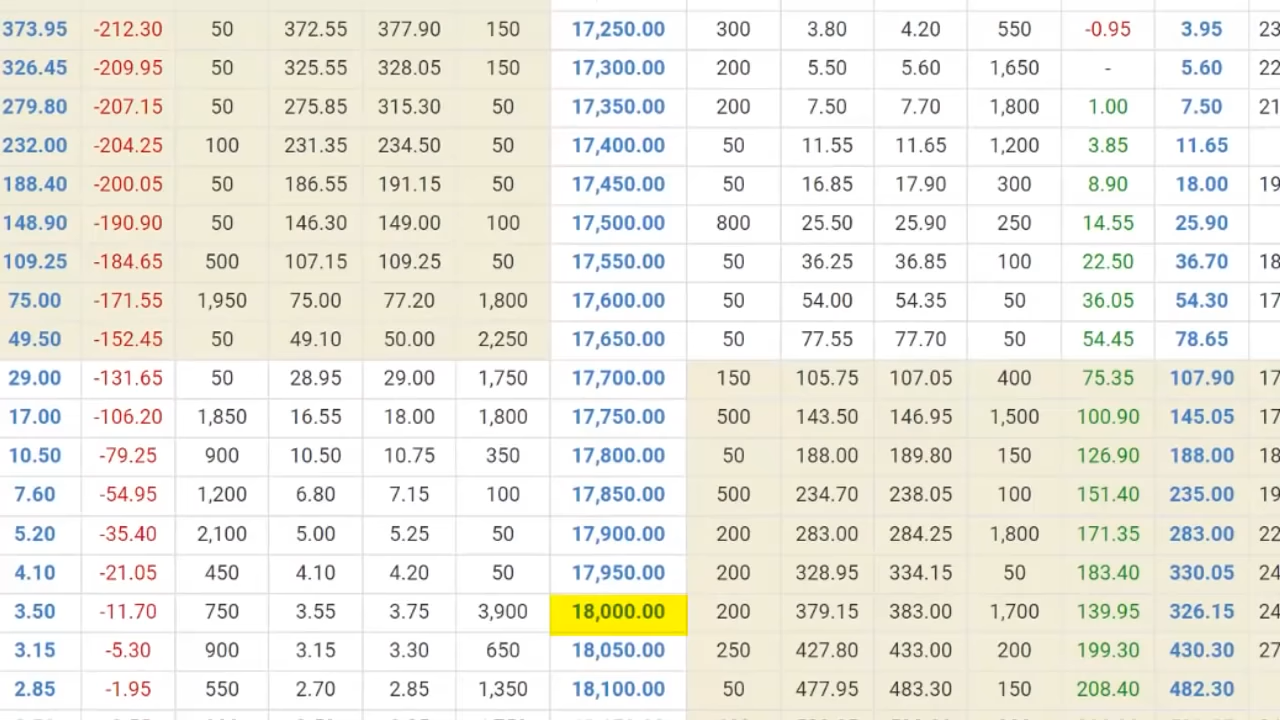 373.95 -212.30 50 372.55 377.90 150 17,250.00 300 3.80 4.20 550 -0.95 3.95 23
326.45 -209.95 50 325.55 328.05 150 17,300.00 200 5.50 5.60 1,650 - 5.60 22
279.80 -207.15 50 275.85 315.30 50 17,350.00 200 7.50 7.70 1,800 1.00 7.50 21
232.00 -204.25 100 231.35 234.50 50 17,400.00 50 11.55 11.65 1,200 3.85 11.65
188.40 -200.05 50 186.55 191.15 50 17,450.00 50 16.85 17.90 300 8.90 18.00 19
148.90 -190.90 50 146.30 149.00 100 17,500.00 800 25.50 25.90 250 14.55 25.90
109.25 -184.65 500 107.15 109.25 50 17,550.00 50 36.25 36.85 100 22.50 36.70 18
75.00 -171.55 1,950 75.00 77.20 1,800 17,600.00 50 54.00 54.35 50 36.05 54.30 17
49.50 -152.45 50 49.10 50.00 2,250 17,650.00 50 77.55 77.70 50 54.45 78.65
29.00 -131.65 50 28.95 29.00 1,750 17,700.00 150 105.75 107.05 400 75.35 107.90 17
17.00 -106.20 1,850 16.55 18.00 1,800 17,750.00 500 143.50 146.95 1,500 100.90 145.05 17
10.50 -79.25 900 10.50 10.75 350 17,800.00 50 188.00 189.80 150 126.90 188.00 18
7.60 -54.95 1,200 6.80 7.15 100 17,850.00 500 234.70 238.05 100 151.40 235.00 19
5.20 -35.40 2,100 5.00 5.25 50 17,900.00 200 283.00 284.25 1,800 171.35 283.00 22
4.10 -21.05 450 4.10 4.20 50 17,950.00 200 328.95 334.15 50 183.40 330.05 24
3.50 -11.70 750 3.55 3.75 3,900 18,000.00 200 379.15 383.00 1,700 139.95 326.15 24
3.15 -5.30 900 3.15 3.30 650 18,050.00 250 427.80 433.00 200 199.30 430.30 27
2.85 -1.95 550 2.70 2.85 1,350 18,100.00 50 477.95 483.30 150 208.40 482.30